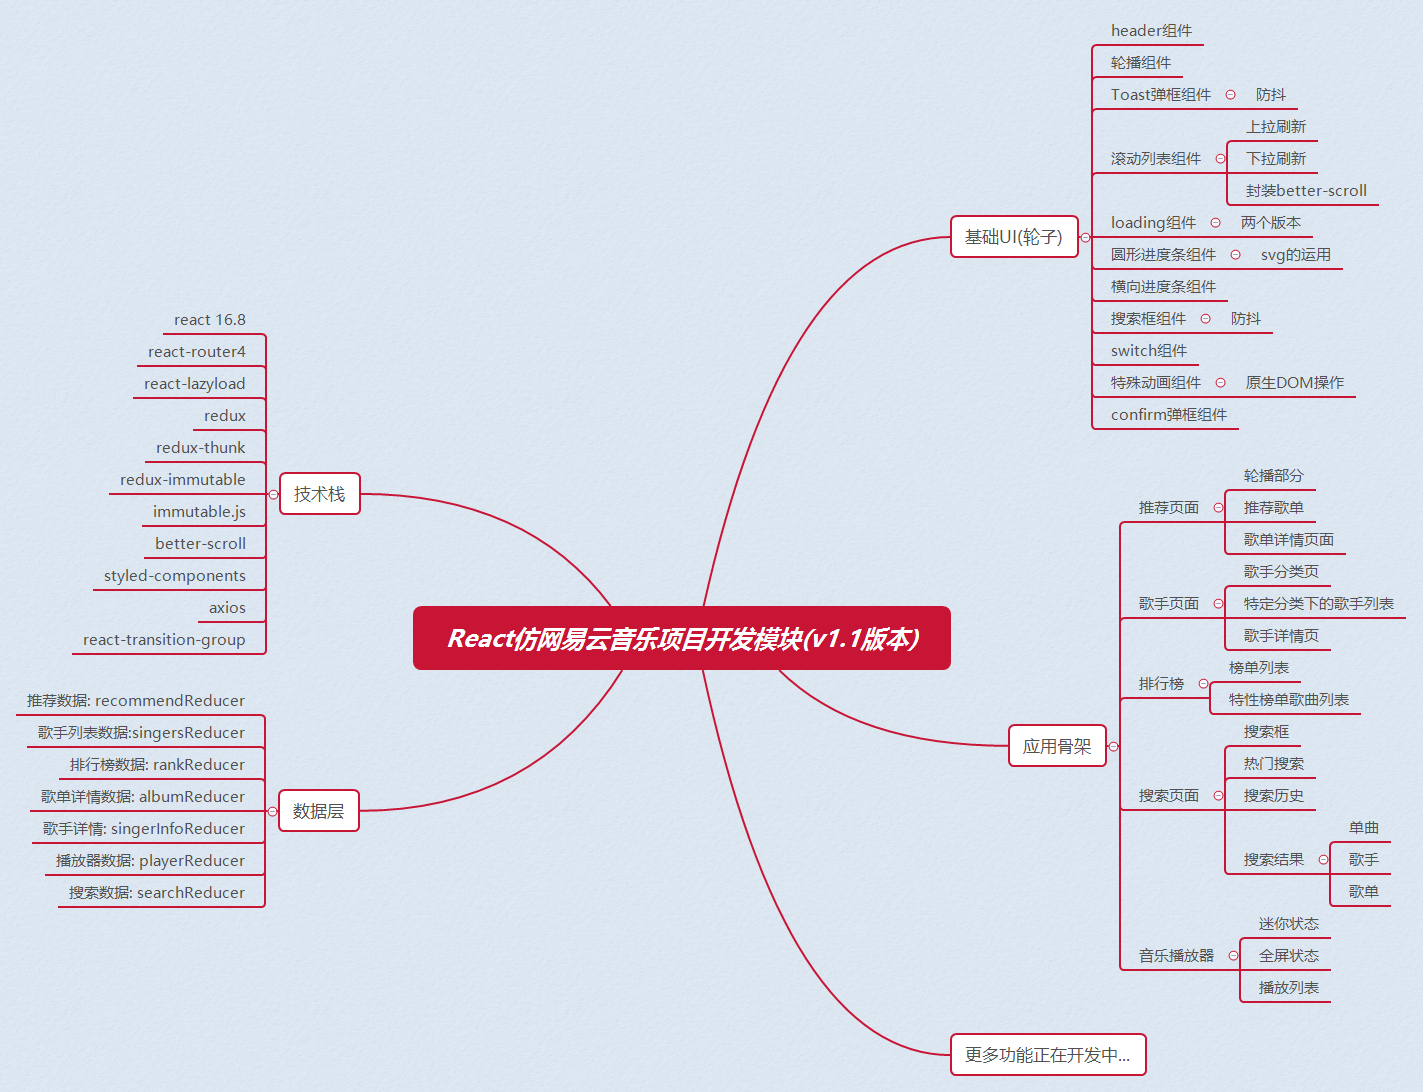 React仿网易云音乐项目开发模块(v1.1版本)
基础UI(轮子)
header组件
轮播组件
Toast弹框组件 防抖
滚动列表组件
上拉刷新
下拉刷新
封装better-scroll
loading组件 两个版本
圆形进度条组件 svg的运用
横向进度条组件
搜索框组件 防抖
switch组件
特殊动画组件 原生DOM操作
confirm弹框组件
应用骨架
推荐页面
轮播部分
推荐歌单
歌单详情页面
歌手页面
歌手分类页
特定分类下的歌手列表
歌手详情页
排行榜
榜单列表
特性榜单歌曲列表
搜索页面
搜索框
热门搜索
搜索历史
搜索结果
单曲
歌手
歌单
音乐播放器
迷你状态
全屏状态
播放列表
更多功能正在开发中...
技术栈
react 16.8
react-router4
react-lazyload
redux
redux-thunk
redux-immutable
immutable.js
better-scroll
styled-components
axios
react-transition-group
数据层
推荐数据: recommendReducer
歌手列表数据:singersReducer
排行榜数据: rankReducer
歌单详情数据: albumReducer
歌手详情: singerInfoReducer
播放器数据: playerReducer
搜索数据: searchReducer